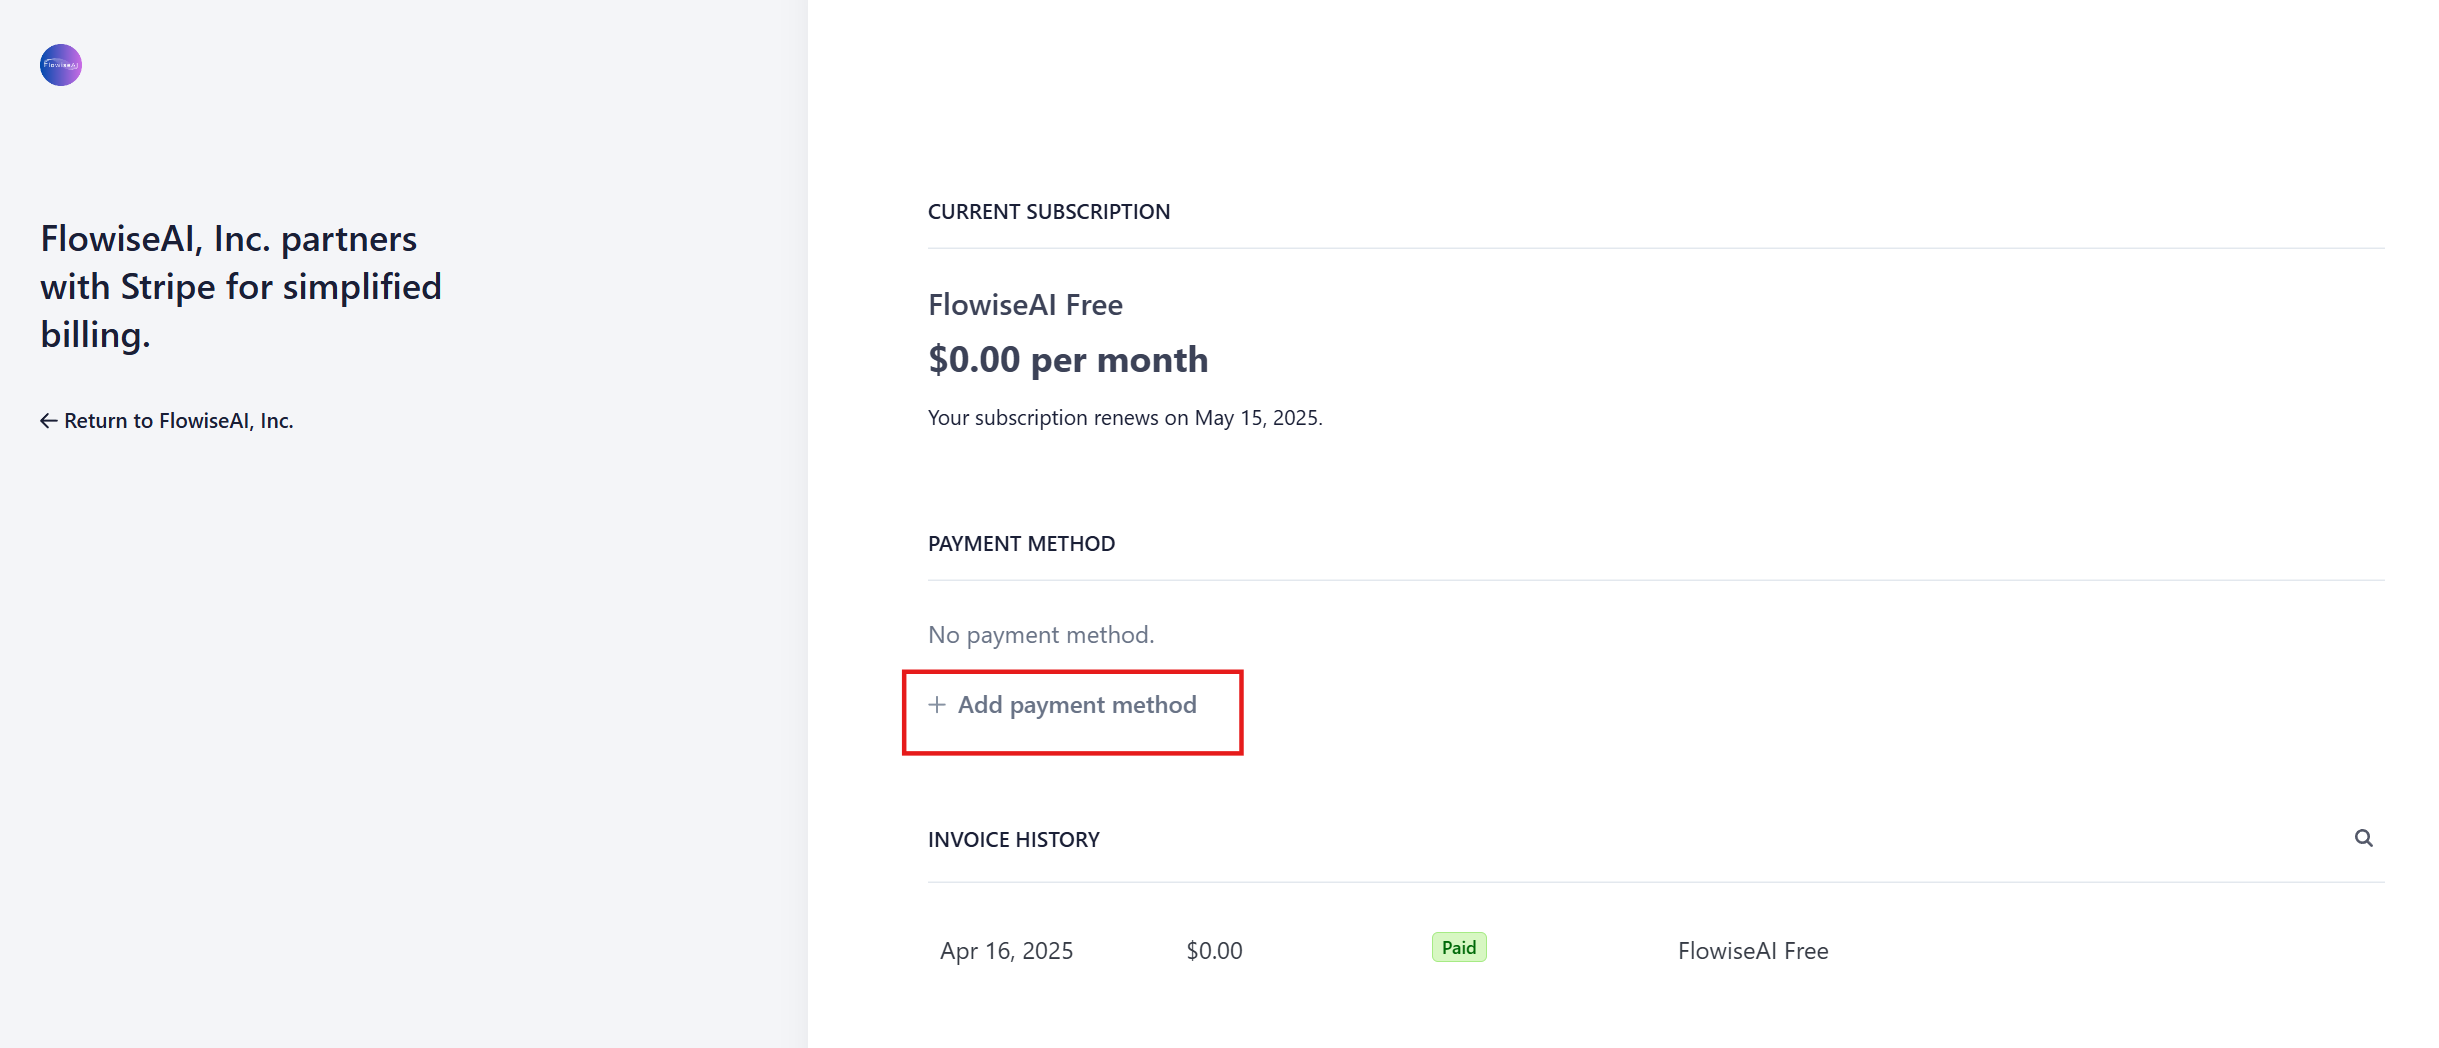 FlowiseAI
FlowiseAI, Inc. partners
with Stripe for simplified
billing.
← Return to FlowiseAI, Inc.
CURRENT SUBSCRIPTION
FlowiseAI Free
$0.00 per month
Your subscription renews on May 15, 2025.
PAYMENT METHOD
No payment method.
+ Add payment method
INVOICE HISTORY
Apr 16, 2025 $0.00 Paid FlowiseAI Free